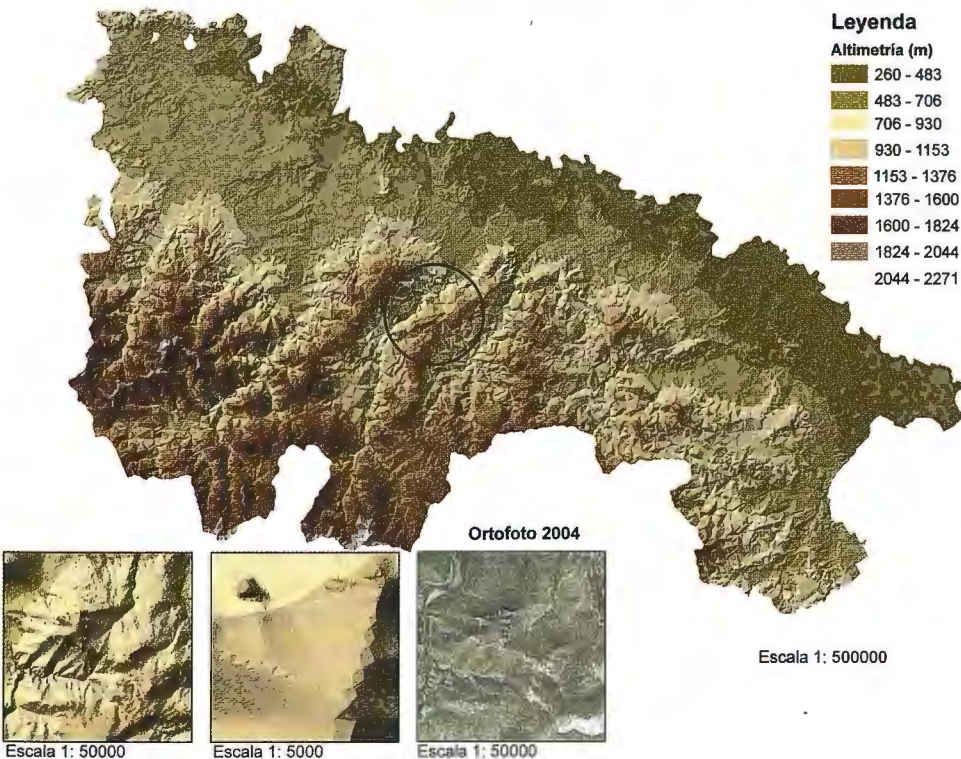 Leyenda
Altimetría (m)
260 - 483
483 - 706
706 - 930
930 - 1153
1153 - 1376
1376 - 1600
1600 - 1824
1824 - 2044
2044 - 2271
Ortofoto 2004
Escala 1: 500000
Escala 1: 50000
Escala 1: 5000
Escala 1: 50000